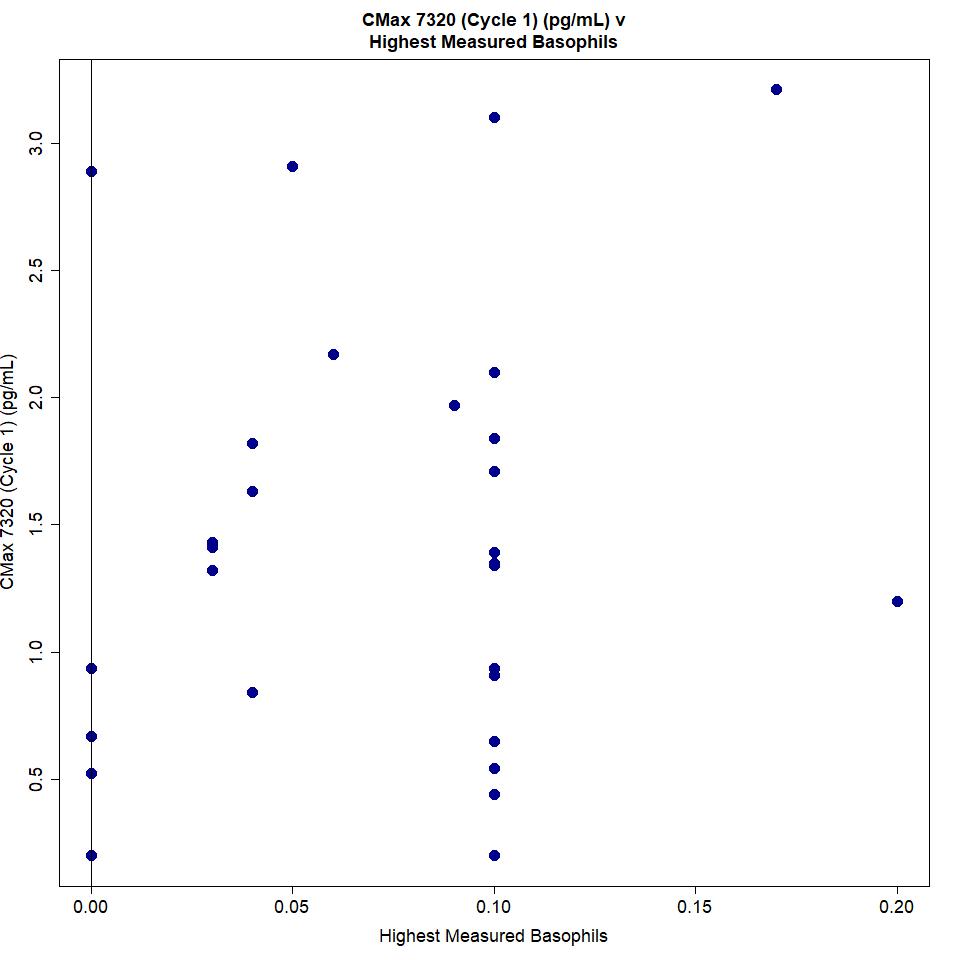 CMax 7320 (Cycle 1) (pg/mL) v
Highest Measured Basophils
CMax 7320 (Cycle 1) (pg/mL)
3.0
2.5
2.0
1.5
1.0
0.5
0.00
0.05
0.10
0.15
0.20
Highest Measured Basophils